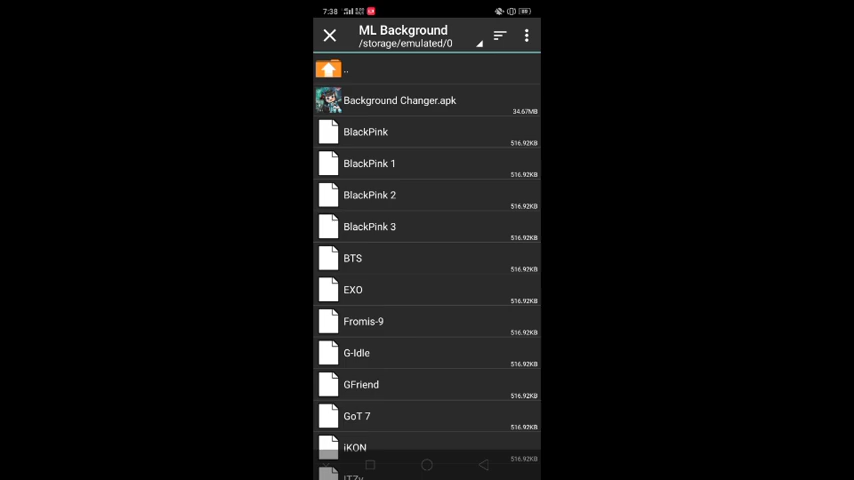 7:38
ML Background
/storage/emulated/0
..
Background Changer.apk
34.67MB
BlackPink
516.92KB
BlackPink 1
516.92KB
BlackPink 2
516.92KB
BlackPink 3
516.92KB
BTS
516.92KB
EXO
516.92KB
Fromis-9
516.92KB
G-Idle
516.92KB
GFriend
516.92KB
GoT 7
516.92KB
iKON
516.92KB
ITZy